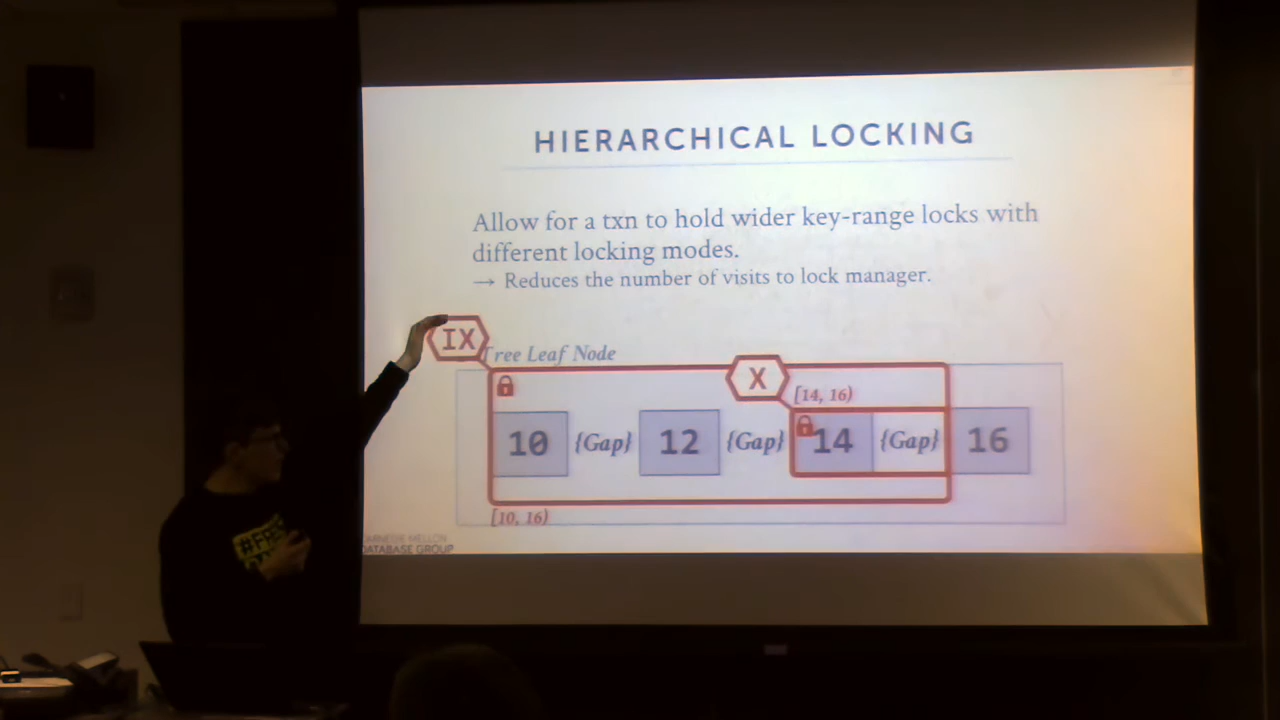 HIERARCHICAL LOCKING
Allow for a txn to hold wider key-range locks with
different locking modes.
→ Reduces the number of visits to lock manager.
IX
Tree Leaf Node
X
[14, 16)
10 {Gap} 12 {Gap} 14 {Gap} 16
[10, 16)
CARNEGIE MELLON
DATABASE GROUP